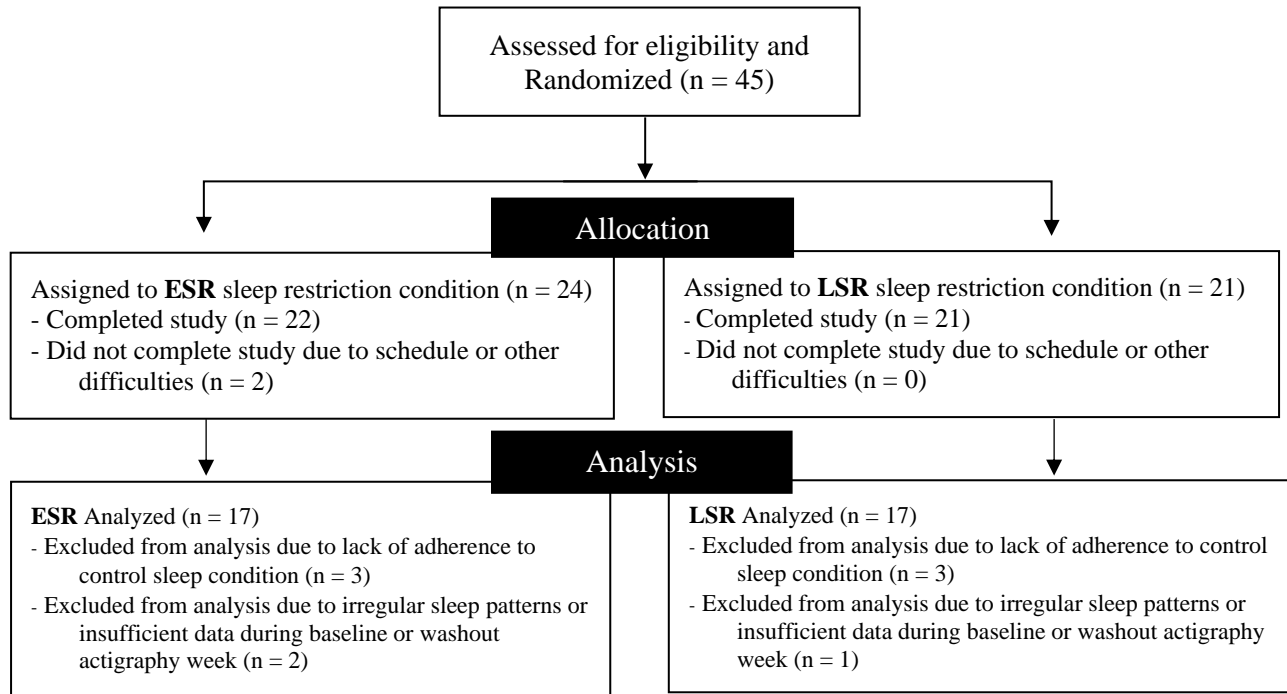 Assessed for eligibility and
Randomized (n = 45)
Allocation
Assigned to ESR sleep restriction condition (n = 24)
- Completed study (n = 22)
- Did not complete study due to schedule or other
difficulties (n = 2)
Assigned to LSR sleep restriction condition (n = 21)
- Completed study (n = 21)
- Did not complete study due to schedule or other
difficulties (n = 0)
Analysis
ESR Analyzed (n = 17)
- Excluded from analysis due to lack of adherence to
control sleep condition (n = 3)
- Excluded from analysis due to irregular sleep patterns or
insufficient data during baseline or washout
actigraphy week (n = 2)
LSR Analyzed (n = 17)
- Excluded from analysis due to lack of adherence to control
sleep condition (n = 3)
- Excluded from analysis due to irregular sleep patterns or
insufficient data during baseline or washout actigraphy
week (n = 1)